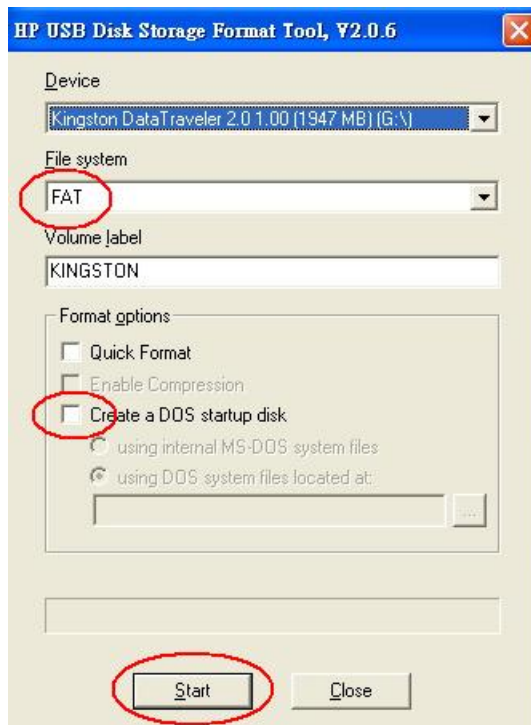 HP USB Disk Storage Format Tool, V2.0.6
Device
Kingston DataTraveler 2.0 1.00 (1947 MB) (G:\)
File system
FAT
Volume label
KINGSTON
Format options
Quick Format
Enable Compression
Create a DOS startup disk
using internal MS-DOS system files
using DOS system files located at:
...
Start
Close